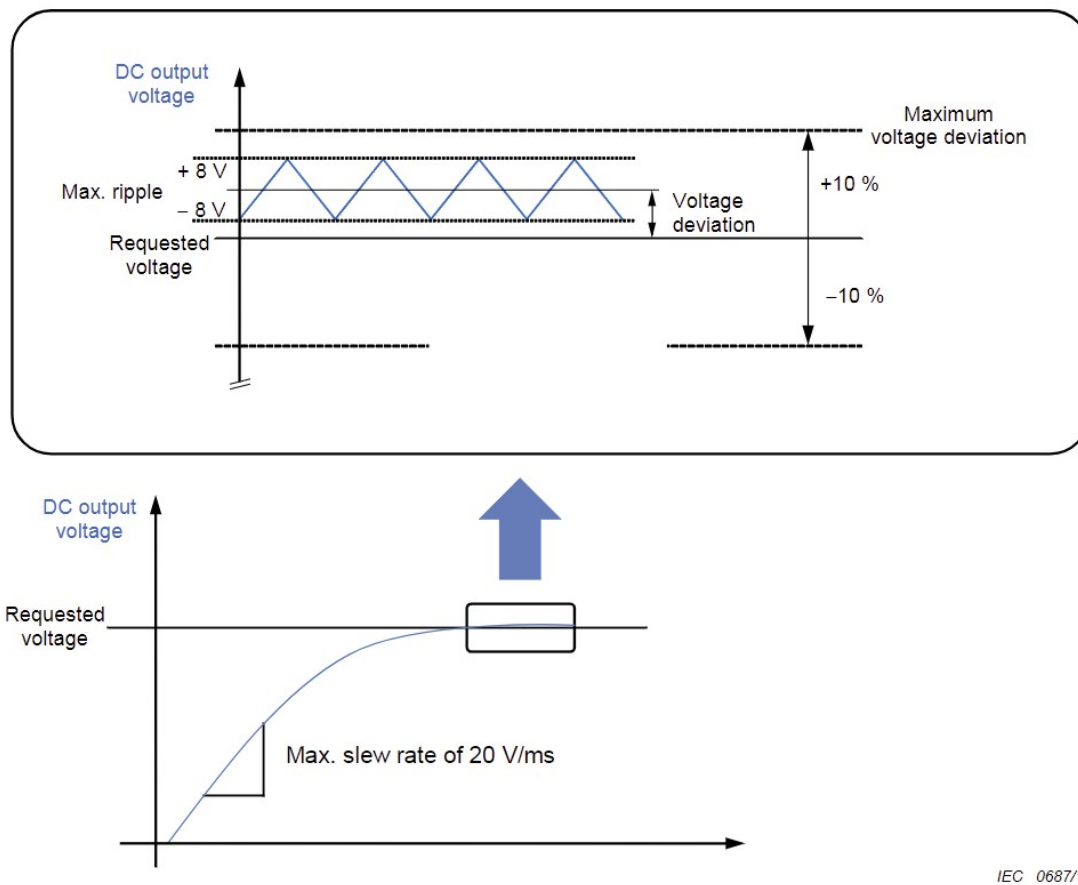 DC output
voltage
Maximum
voltage deviation
+ 8 V
Max. ripple
– 8 V
Voltage
deviation
+10 %
Requested
voltage
–10 %
DC output
voltage
Requested
voltage
Max. slew rate of 20 V/ms
IEC 0687/